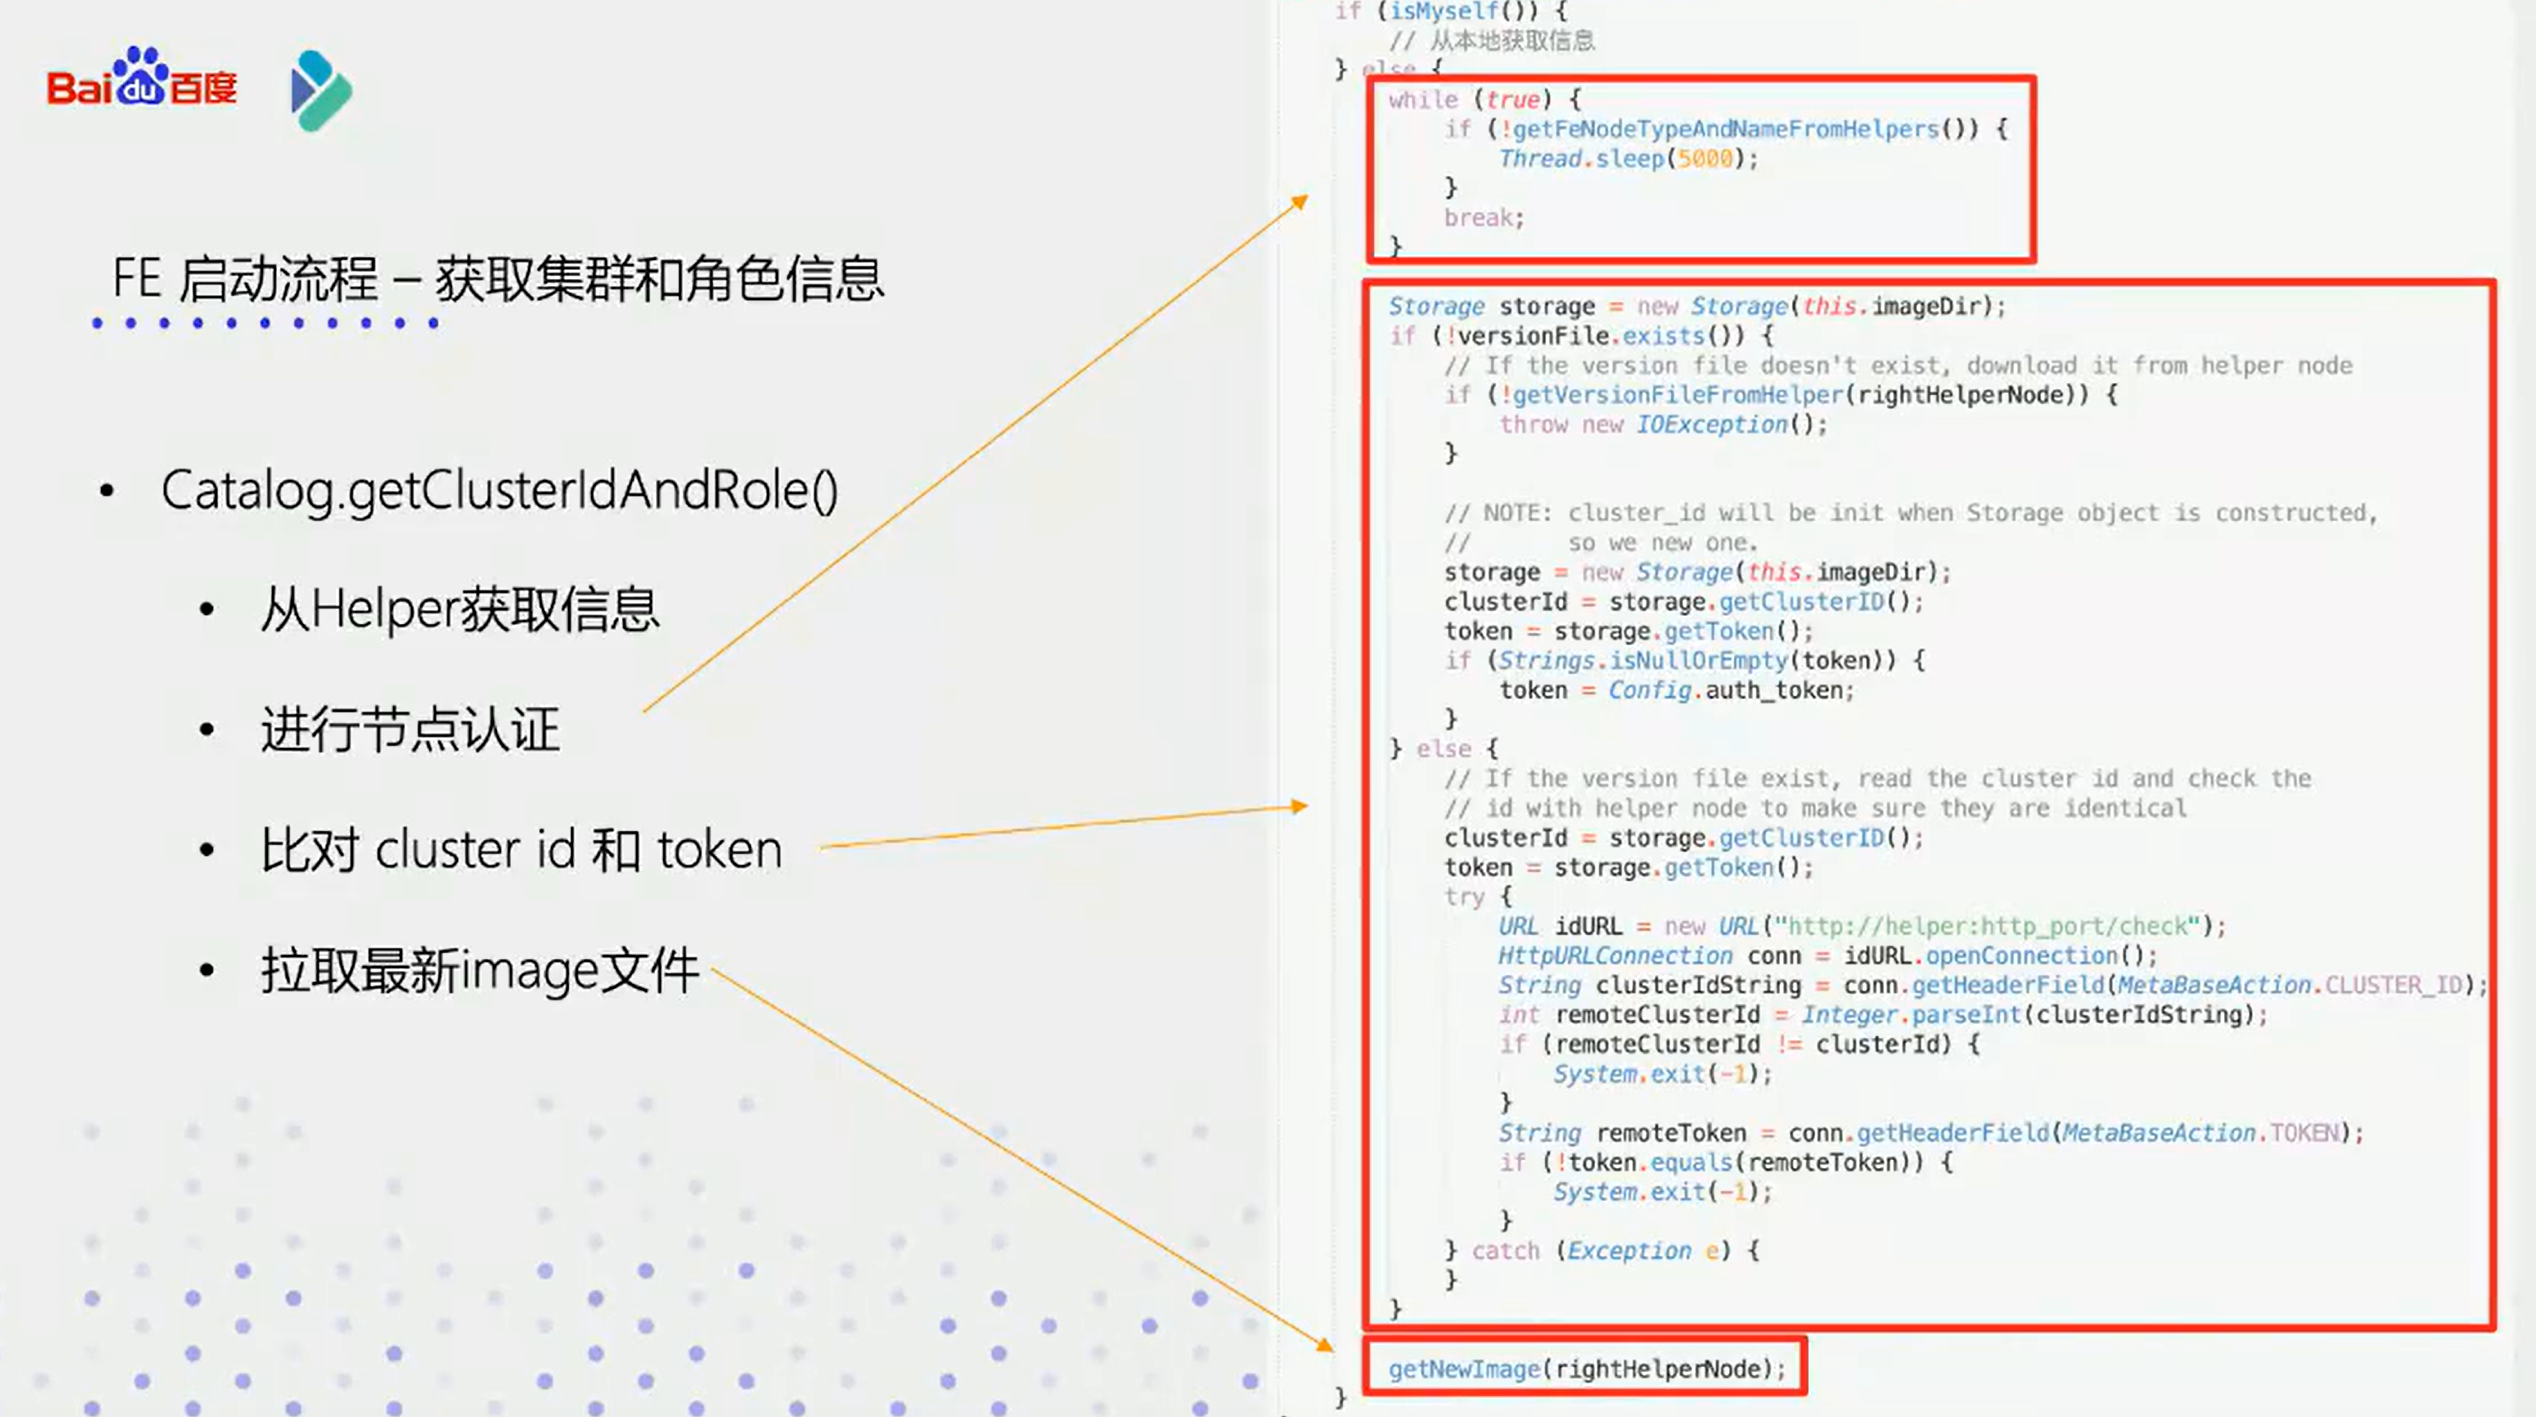 Baidu百度
FE 启动流程 – 获取集群和角色信息
• Catalog.getClusterIdAndRole()
• 从Helper获取信息
• 进行节点认证
• 比对 cluster id 和 token
• 拉取最新image文件
if (isMyself()) {
// 从本地获取信息
} else {
while (true) {
if (!getFeNodeTypeAndNameFromHelpers()) {
Thread.sleep(5000);
}
break;
}
Storage storage = new Storage(this.imageDir);
if (!versionFile.exists()) {
// If the version file doesn't exist, download it from helper node
if (!getVersionFileFromHelper(rightHelperNode)) {
throw new IOException();
}
// NOTE: cluster_id will be init when Storage object is constructed,
// so we new one.
storage = new Storage(this.imageDir);
clusterId = storage.getClusterID();
token = storage.getToken();
if (Strings.isNullOrEmpty(token)) {
token = Config.auth_token;
}
} else {
// If the version file exist, read the cluster id and check the
// id with helper node to make sure they are identical
clusterId = storage.getClusterID();
token = storage.getToken();
try {
URL idURL = new URL("http://helper:http_port/check");
HttpURLConnection conn = idURL.openConnection();
String clusterIdString = conn.getHeaderField(MetaBaseAction.CLUSTER_ID);
int remoteClusterId = Integer.parseInt(clusterIdString);
if (remoteClusterId != clusterId) {
System.exit(-1);
}
String remoteToken = conn.getHeaderField(MetaBaseAction.TOKEN);
if (!token.equals(remoteToken)) {
System.exit(-1);
}
} catch (Exception e) {
}
}
getNewImage(rightHelperNode);
}